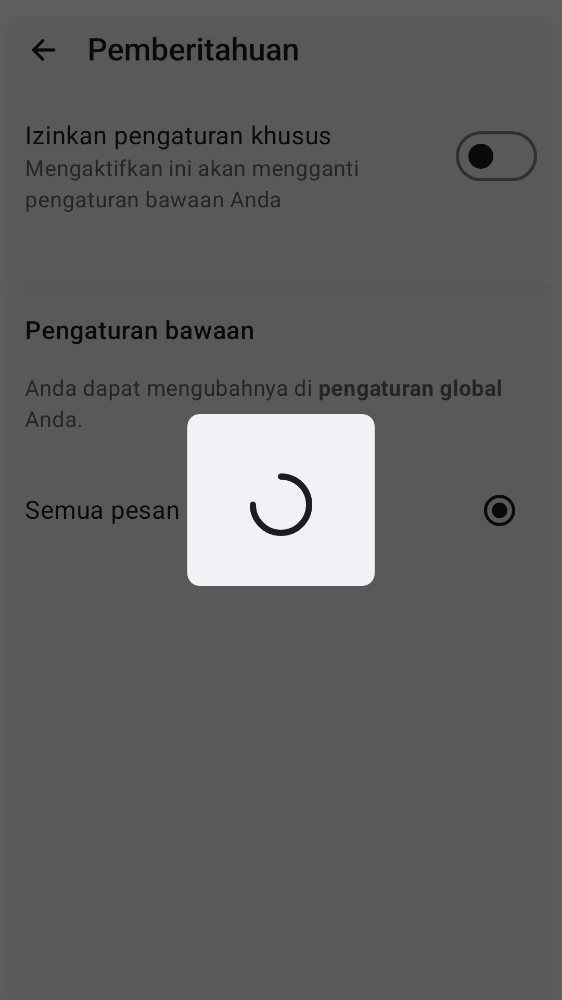 Pemberitahuan
Izinkan pengaturan khusus
Mengaktifkan ini akan mengganti
pengaturan bawaan Anda
Pengaturan bawaan
Anda dapat mengubahnya di pengaturan global
Anda.
Semua pesan